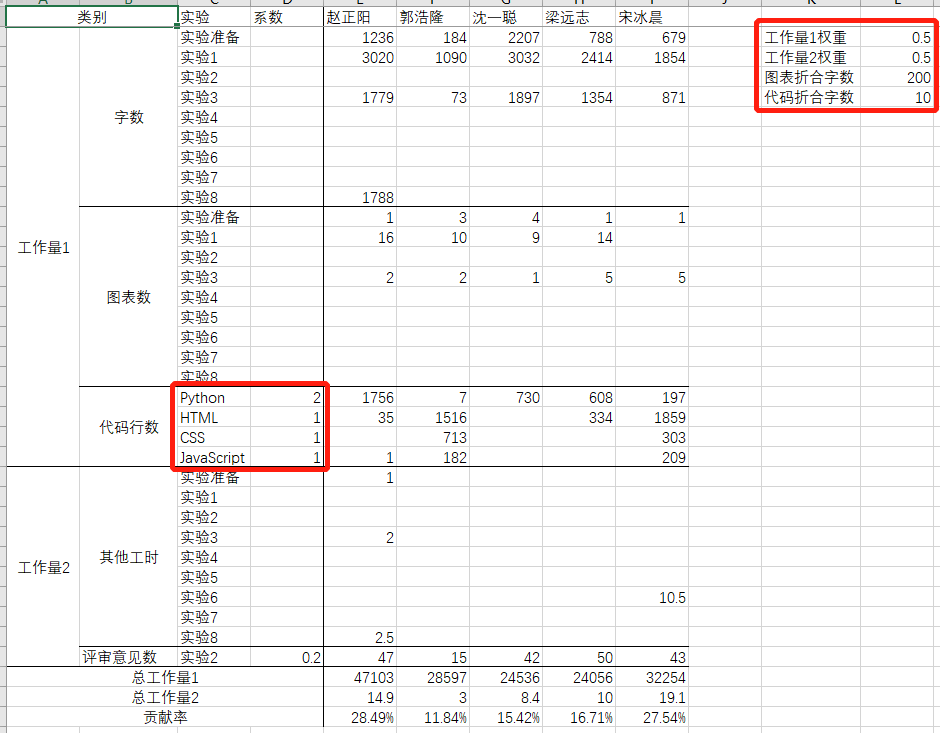 类别 实验 系数 赵正阳 郭浩隆 沈一聪 梁远志 宋冰晨
实验准备 1236 184 2207 788 679 工作量1权重 0.5
实验1 3020 1090 3032 2414 1854 工作量2权重 0.5
实验2 图表折合字数 200
实验3 1779 73 1897 1354 871 代码折合字数 10
字数 实验4
实验5
实验6
实验7
实验8 1788
实验准备 1 3 4 1 1
工作量1 实验1 16 10 9 14
实验2
实验3 2 2 1 5 5
图表数 实验4
实验5
实验6
实验7
实验8
Python 2 1756 7 730 608 197
代码行数 HTML 1 35 1516 334 1859
CSS 1 713 303
JavaScript 1 1 182 209
实验准备 1
实验1
实验2
实验3 2
其他工时 实验4
工作量2 实验5
实验6 10.5
实验7
实验8 2.5
评审意见数 实验2 0.2 47 15 42 50 43
总工作量1 47103 28597 24536 24056 32254
总工作量2 14.9 3 8.4 10 19.1
贡献率 28.49% 11.84% 15.42% 16.71% 27.54%